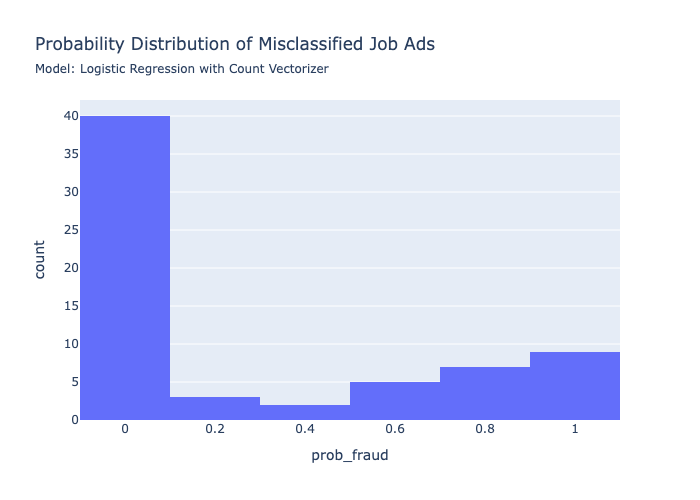 Probability Distribution of Misclassified Job Ads
Model: Logistic Regression with Count Vectorizer
40
35
30
25
20
15
10
5
0
count
0 0.2 0.4 0.6 0.8 1
prob_fraud